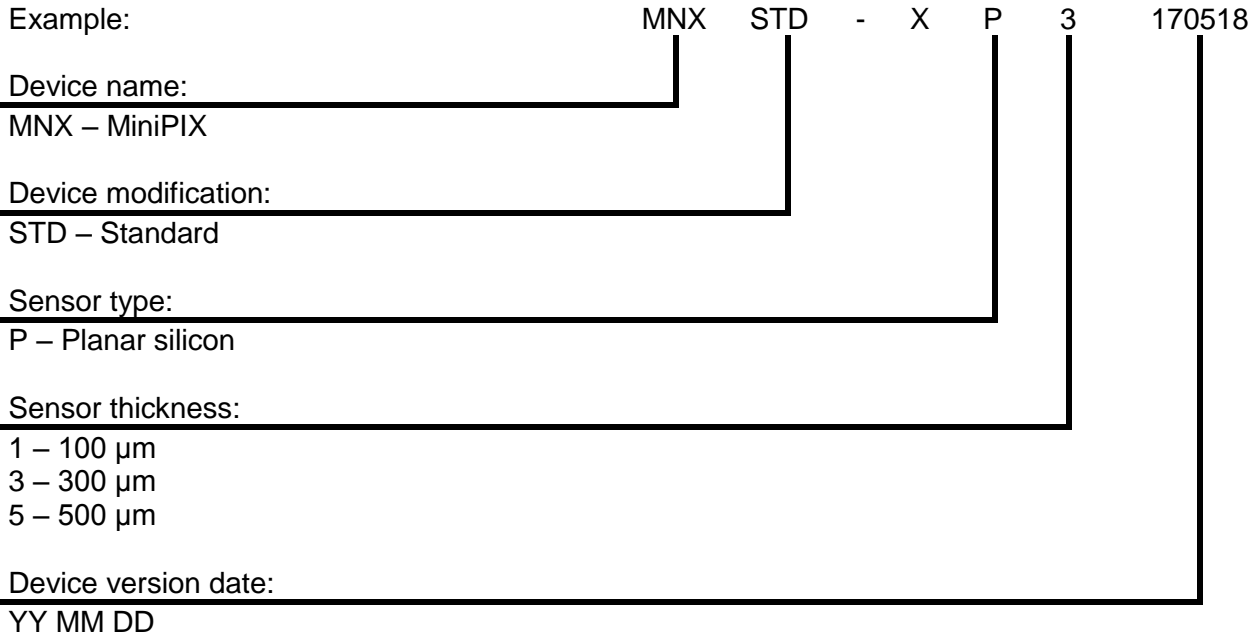 Example: MNX STD - X P 3 170518
Device name:
MNX – MiniPIX
Device modification:
STD – Standard
Sensor type:
P – Planar silicon
Sensor thickness:
1 – 100 µm
3 – 300 µm
5 – 500 µm
Device version date:
YY MM DD